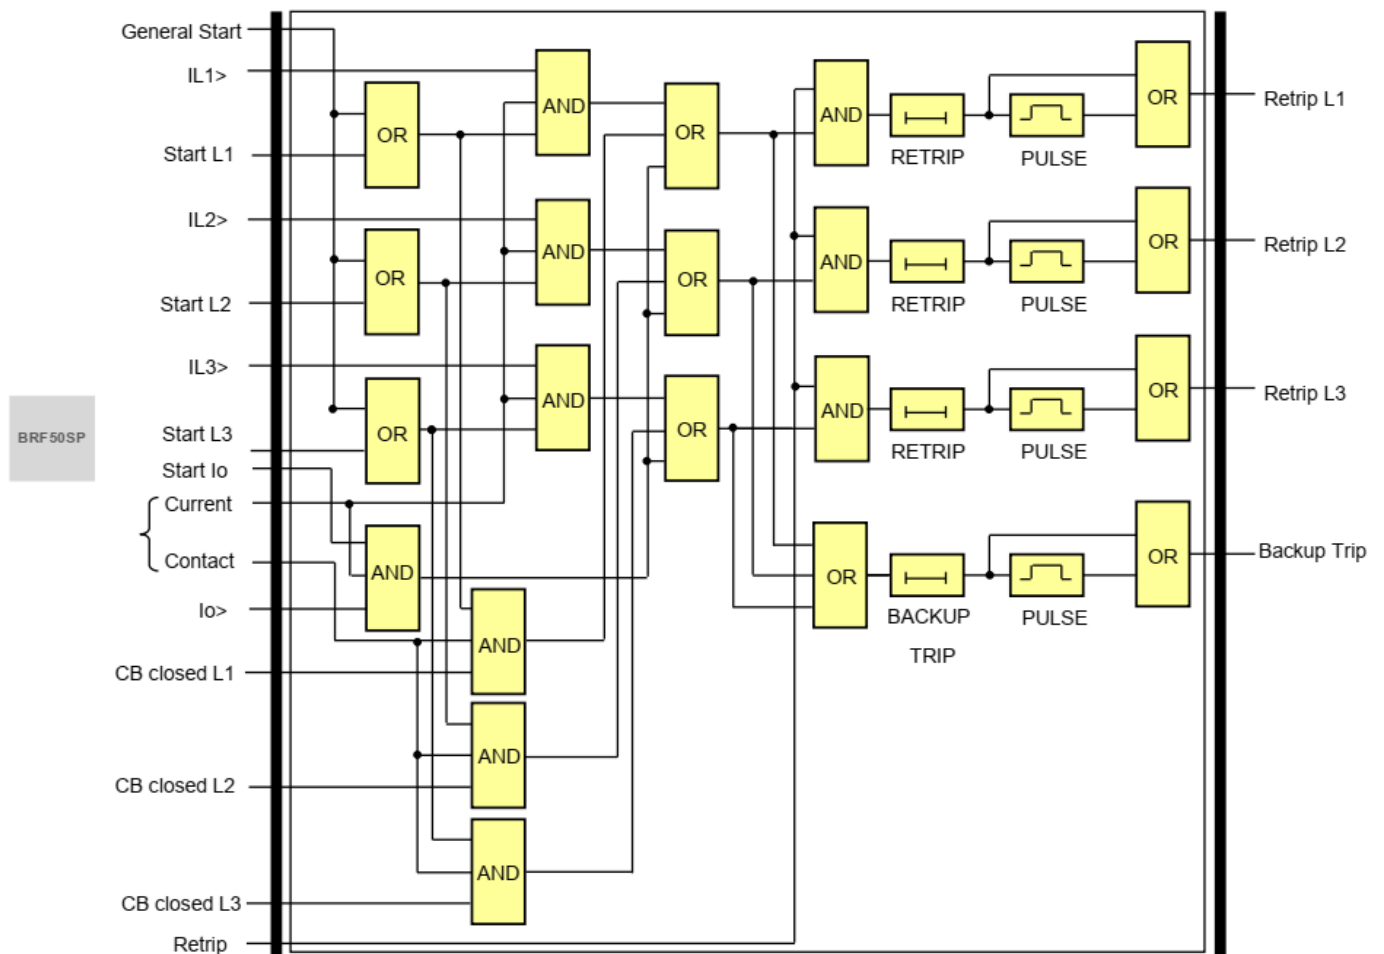 General Start
IL1>
Start L1
IL2>
Start L2
IL3>
Start L3
Start Io
Current
Contact
Io>
CB closed L1
CB closed L2
CB closed L3
Retrip
BRF50SP
OR
OR
OR
AND
AND
AND
AND
AND
AND
AND
OR
OR
OR
AND
RETRIP
PULSE
OR
Retrip L1
AND
RETRIP
PULSE
OR
Retrip L2
AND
RETRIP
PULSE
OR
Retrip L3
OR
BACKUP
TRIP
PULSE
OR
Backup Trip